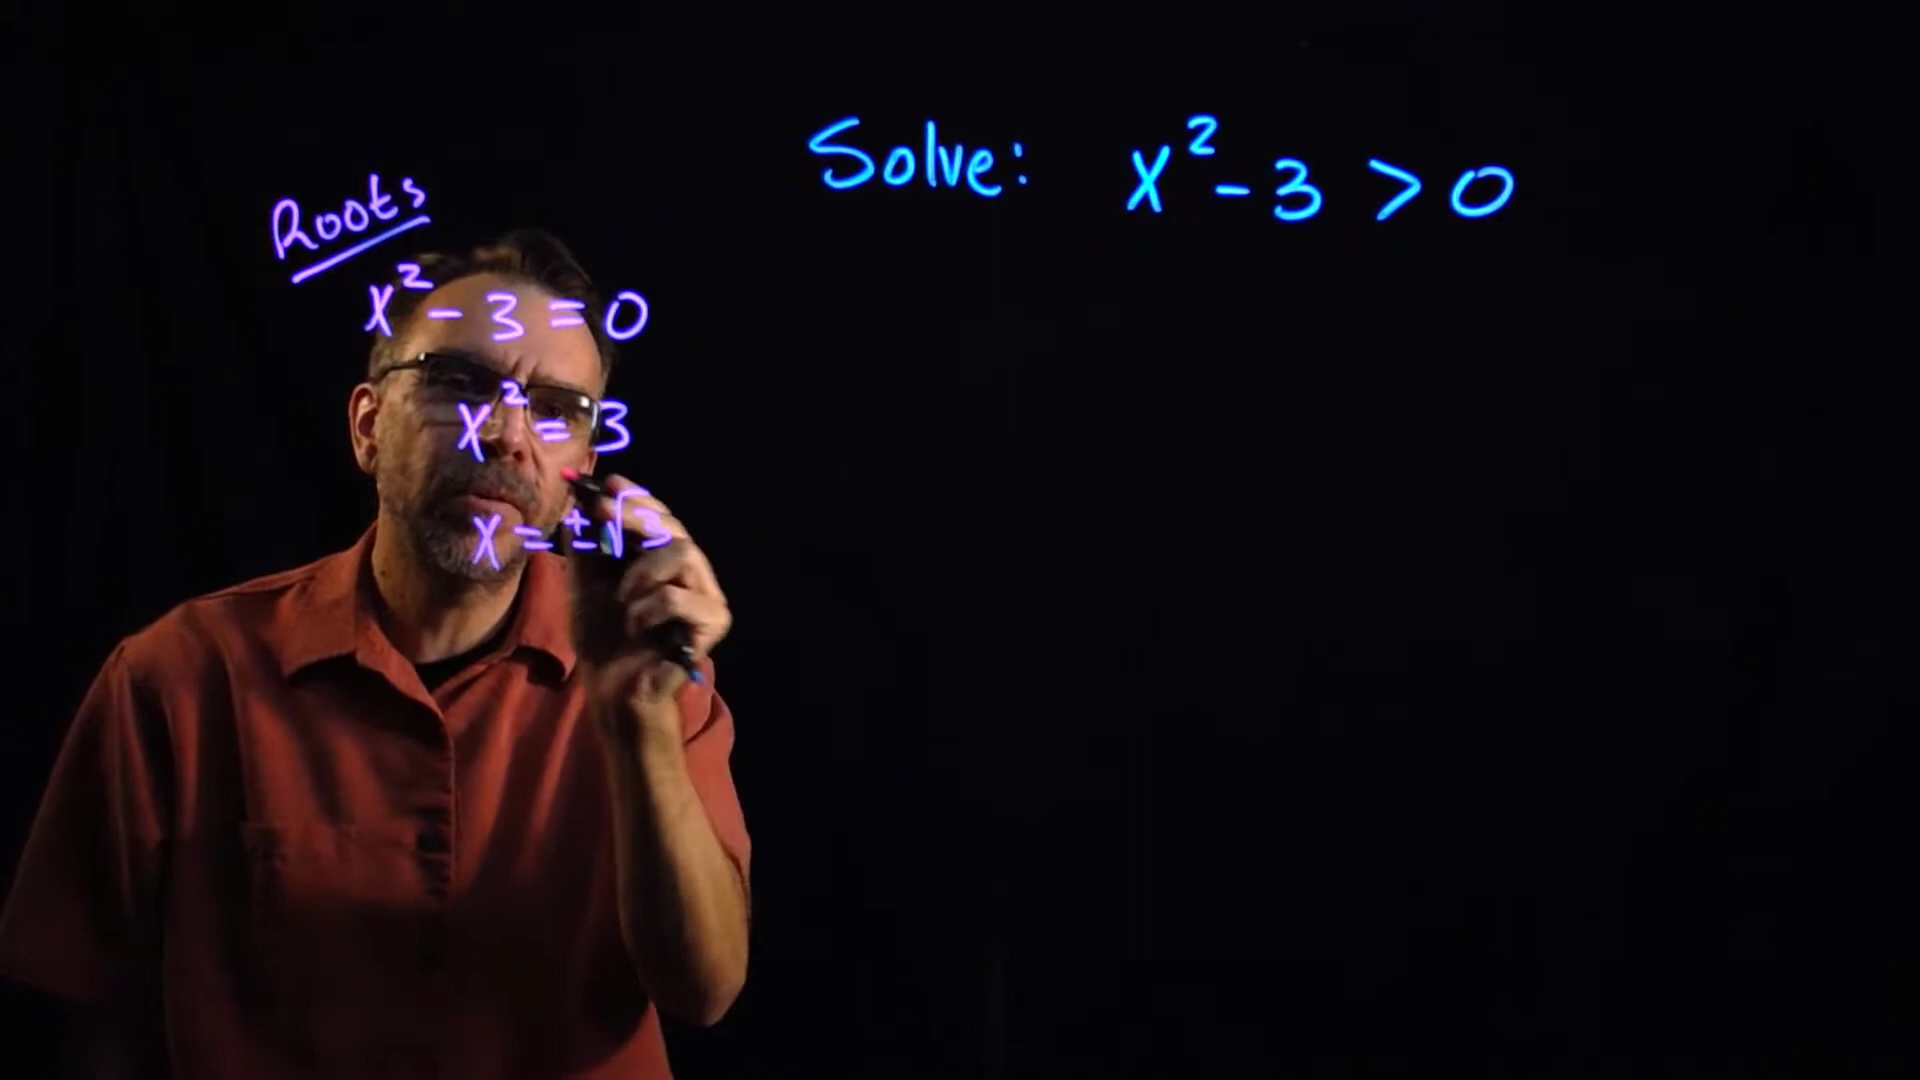 Solve: x² - 3 > 0
Roots
x² - 3 = 0
x² = 3
x = ±√3